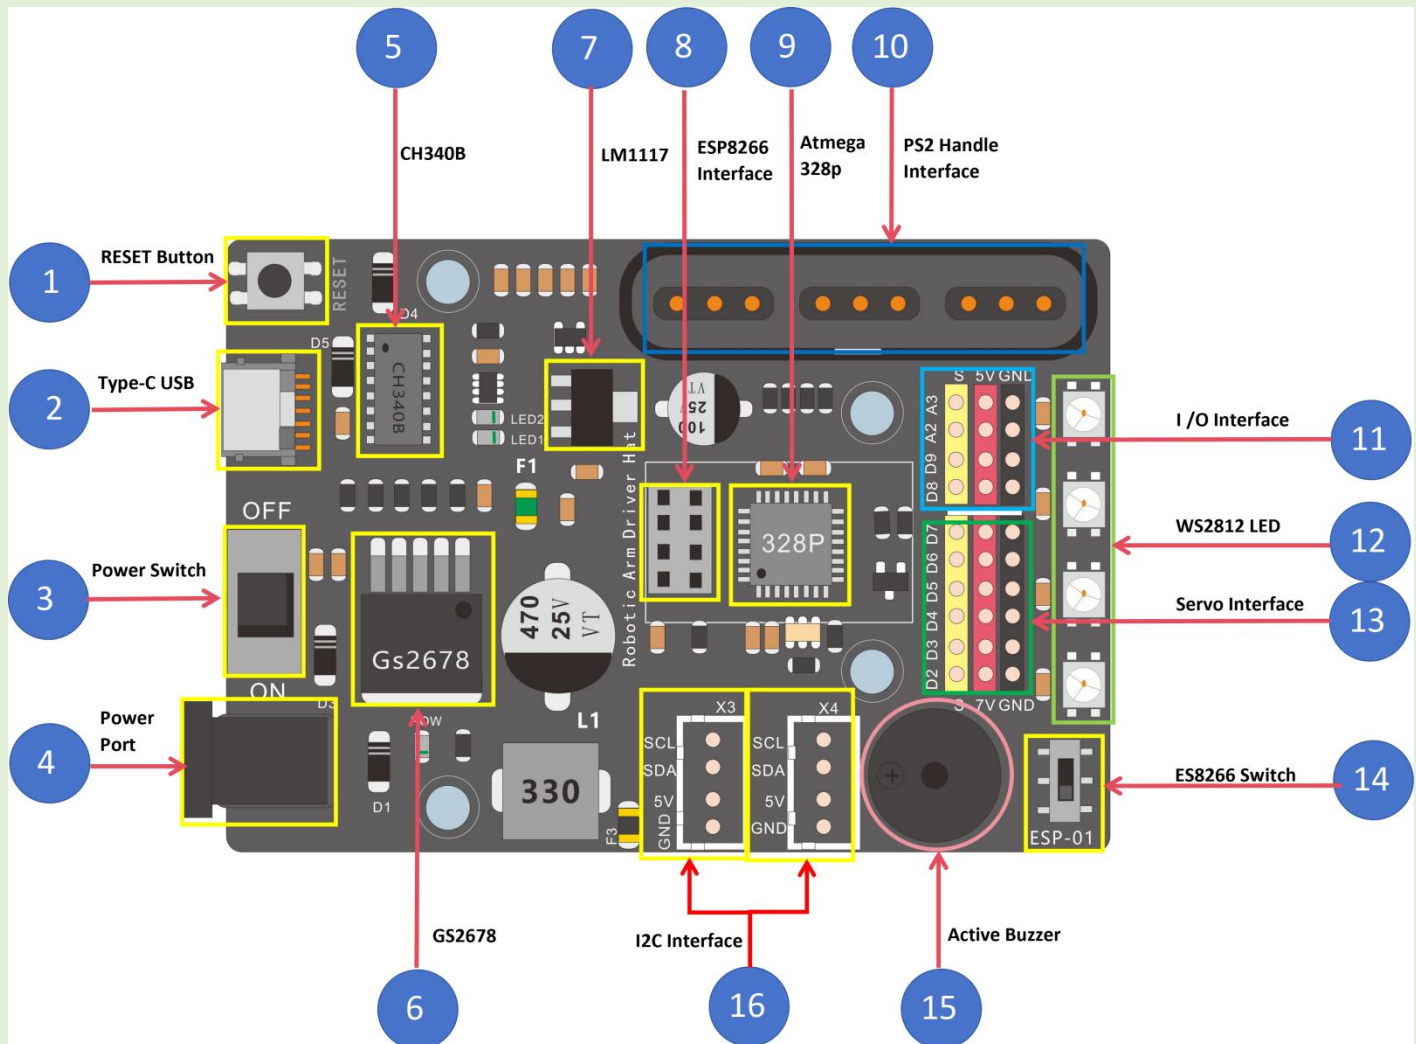 5
7
8
9
10
CH340B
LM1117
ESP8266
Interface
Atmega
328p
PS2 Handle
Interface
1
RESET Button
RESET
D4
D5
CH340B
2
Type-C USB
LED2
LED1
F1
100
25V
VT
S 5V GND
A3
A2
D9
D8
I /O Interface
11
OFF
3
Power Switch
ON
D3
Gs2678
470
25V
VT
Robotic Arm Driver Hat
328P
D7
D6
D5
D4
D3
D2
S 7V GND
WS2812 LED
12
Servo Interface
13
4
Power
Port
D1
L1
330
F3
X3
SCL
SDA
5V
GND
X4
SCL
SDA
5V
GND
ESP-01
ES8266 Switch
14
GS2678
6
I2C Interface
16
Active Buzzer
15